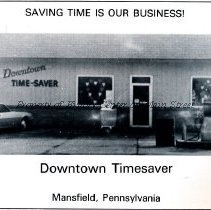 SAVING TIME IS OUR BUSINESS!
Downtown
TIME-SAVER
Downtown Timesaver
Mansfield, Pennsylvania